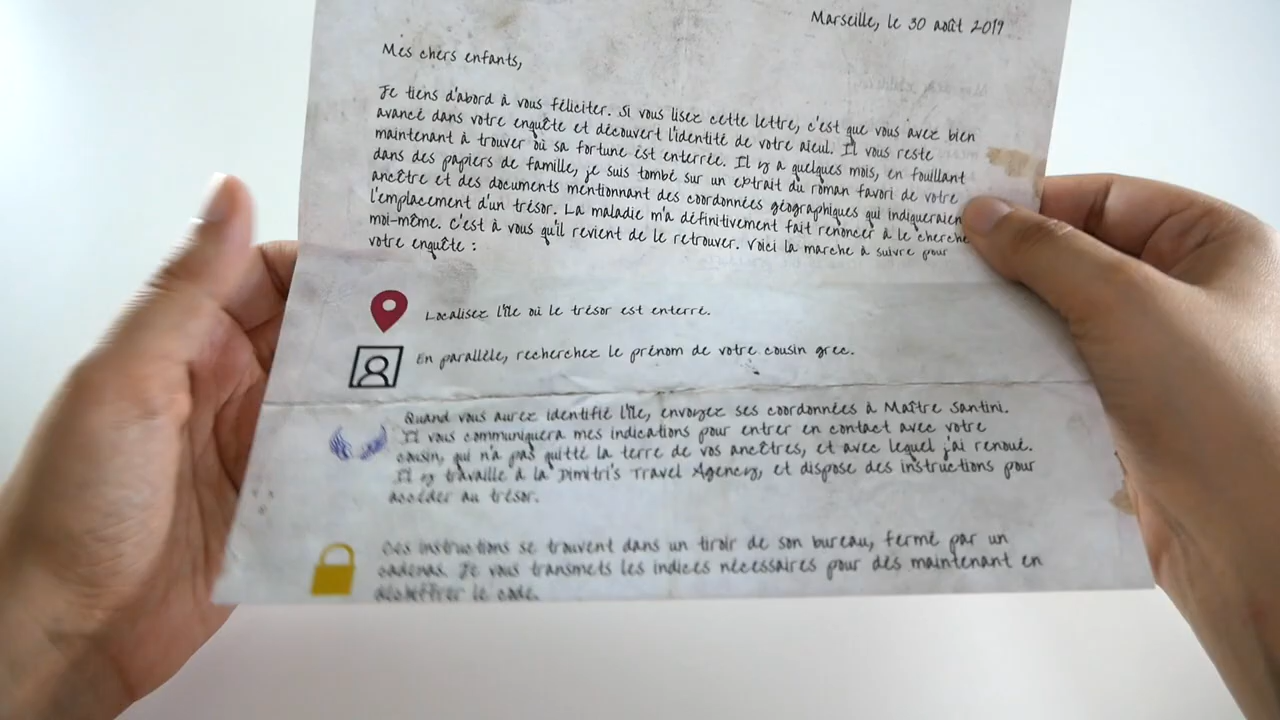 Marseille, le 30 août 2019
Mes chers enfants,
Je tiens d'abord à vous féliciter. Si vous lisez cette lettre, c'est que vous avez bien
avancé dans votre enquête et découvert l'identité de votre aïeul. Il vous reste
maintenant à trouver où sa fortune est enterrée. Il y a quelques mois, en fouillant
dans des papiers de famille, je suis tombé sur un extrait du roman favori de votre
ancêtre et des documents mentionnant des coordonnées géographiques qui indiqueraien
l'emplacement d'un trésor. La maladie m'a définitivement fait renoncer à le cherche
moi-même. C'est à vous qu'il revient de le retrouver. Voici la marche à suivre pour
votre enquête :
Localisez l'île où le trésor est enterré.
En parallèle, recherchez le prénom de votre cousin grec.
Quand vous aurez identifié l'île, envoyez ses coordonnées à Maître Santini.
Il vous communiquera mes indications pour entrer en contact avec votre
cousin, qui n'a pas quitté la terre de vos ancêtres, et avec lequel j'ai renoué.
Il y travaille à la Dimitri's Travel Agency, et dispose des instructions pour
accéder au trésor.
Ces instructions se trouvent dans un tiroir de son bureau, fermé par un
cadenas. Je vous transmets les indices nécessaires pour dès maintenant en
déchiffrer le code.